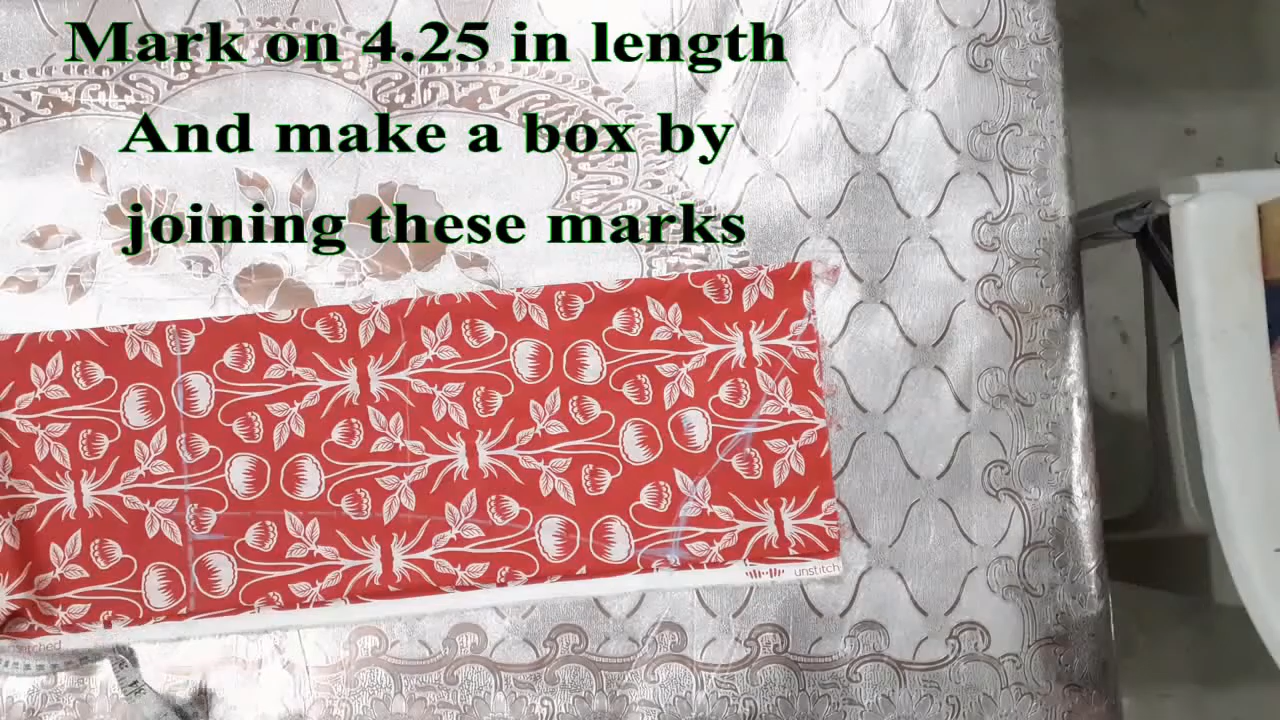 Mark on 4.25 in length
And make a box by
joining these marks
unstitch